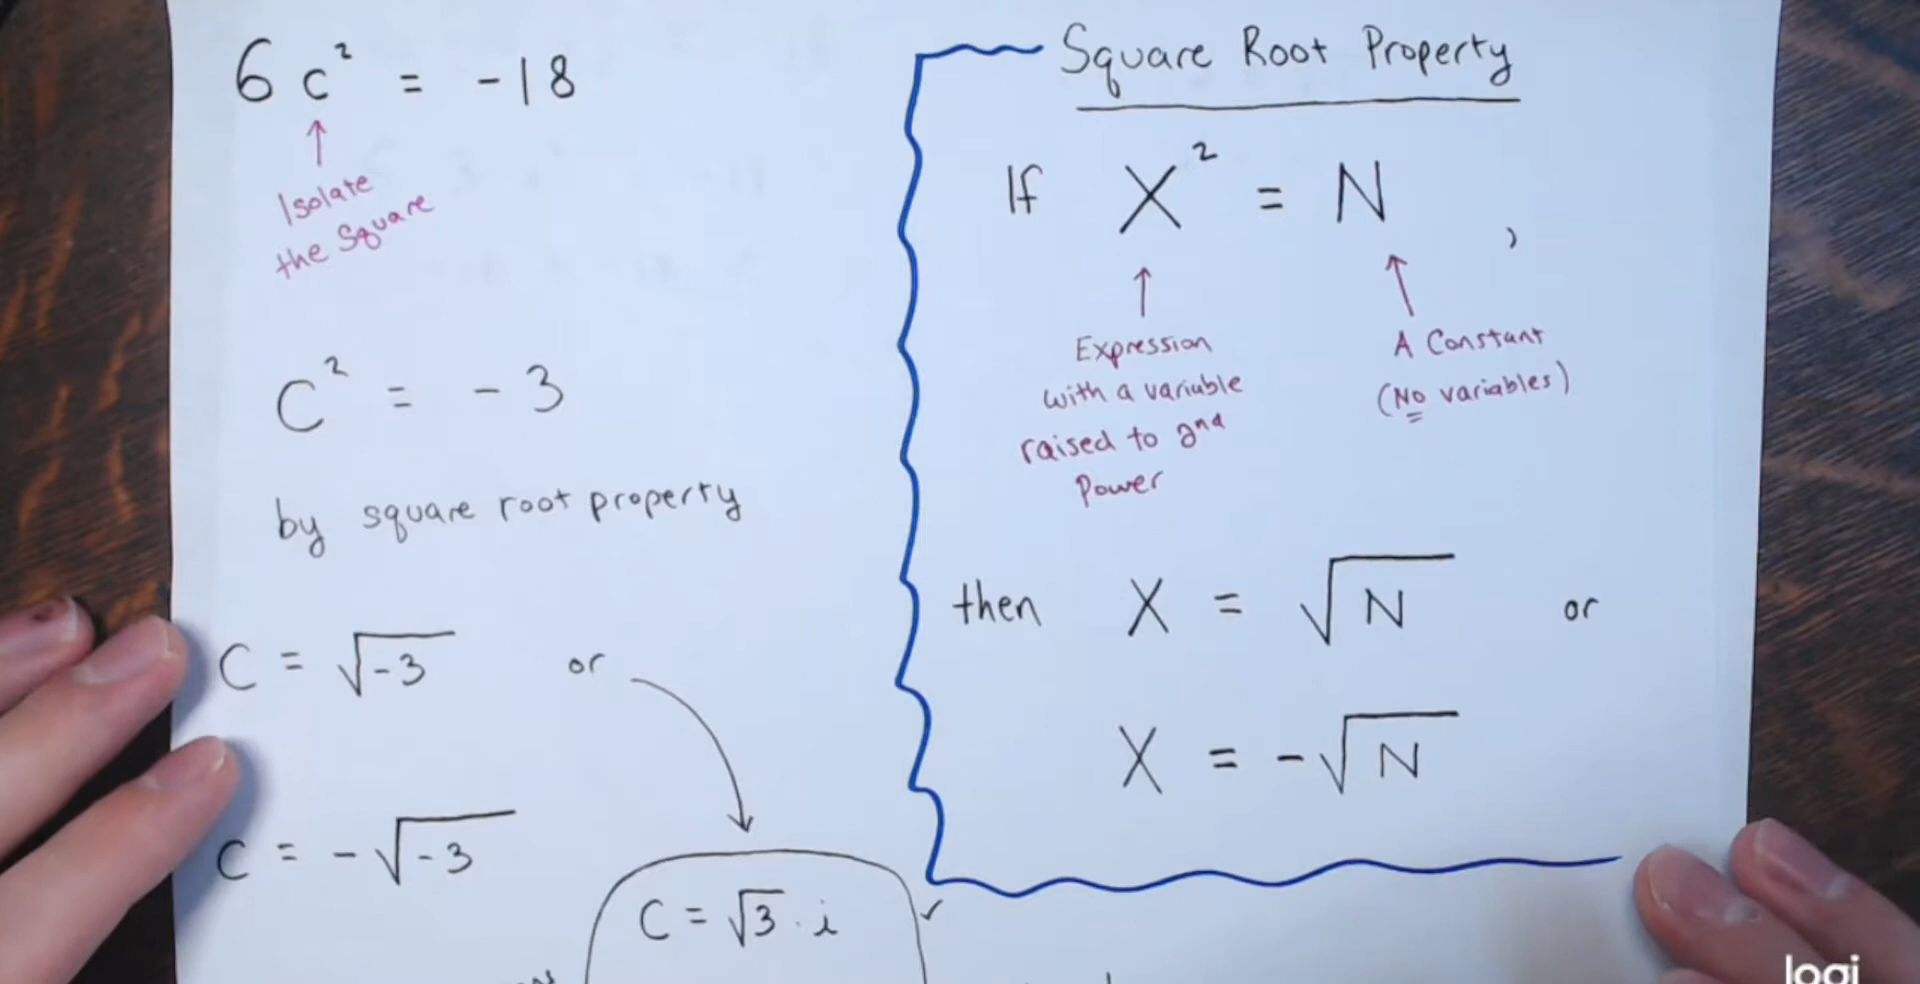 6c² = -18
Isolate
the Square
c² = -3
by square root property
c = √-3 or
c = -√-3
c = √3 · i
Square Root Property
If X² = N ,
Expression
with a variable
raised to 2nd
Power
A Constant
(No variables)
then X = √N or
X = -√N
logi